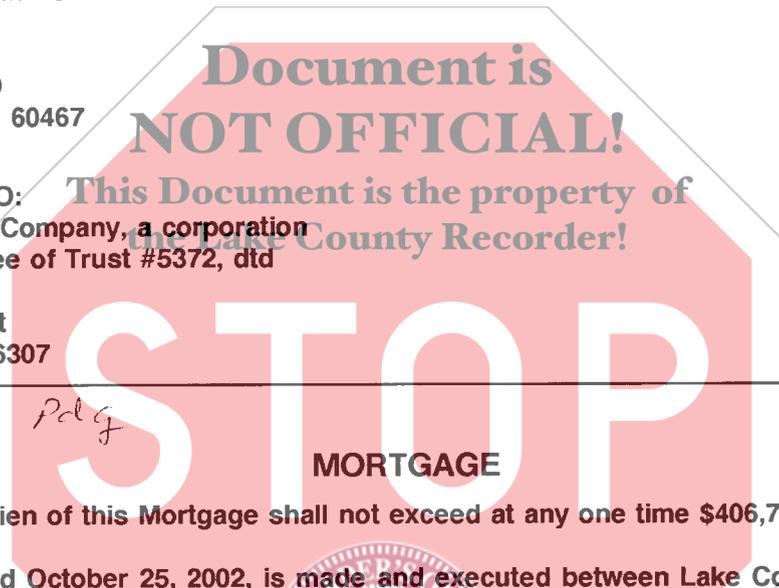 Document is
NOT OFFICIAL!
60467
This Document is the property of
O:
Company, a corporation
the Lake County Recorder!
ee of Trust #5372, dtd
t
6307
STOP
MORTGAGE
ien of this Mortgage shall not exceed at any one time $406,7
d October 25, 2002, is made and executed between Lake Co